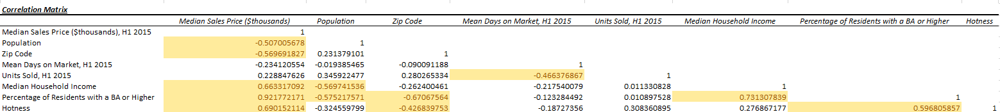 Correlation Matrix
Median Sales Price ($thousands) Population Zip Code Mean Days on Market, H1 2015 Units Sold, H1 2015 Median Household Income Percentage of Residents with a BA or Higher Hotness
Median Sales Price ($thousands), H1 2015 1
Population -0.507005678 1
Zip Code -0.569691827 0.231379101 1
Mean Days on Market, H1 2015 -0.234120554 -0.019385465 -0.090091188 1
Units Sold, H1 2015 0.228847626 0.345922477 0.280265334 -0.466376867 1
Median Household Income 0.663317092 -0.569741536 -0.262400461 -0.217540079 0.011330828 1
Percentage of Residents with a BA or Higher 0.921772171 -0.575217571 -0.67067564 -0.123284492 0.010897528 0.731307839 1
Hotness 0.690152114 -0.324559799 -0.426839753 -0.18727356 0.308360895 0.276867177 0.596805857 1